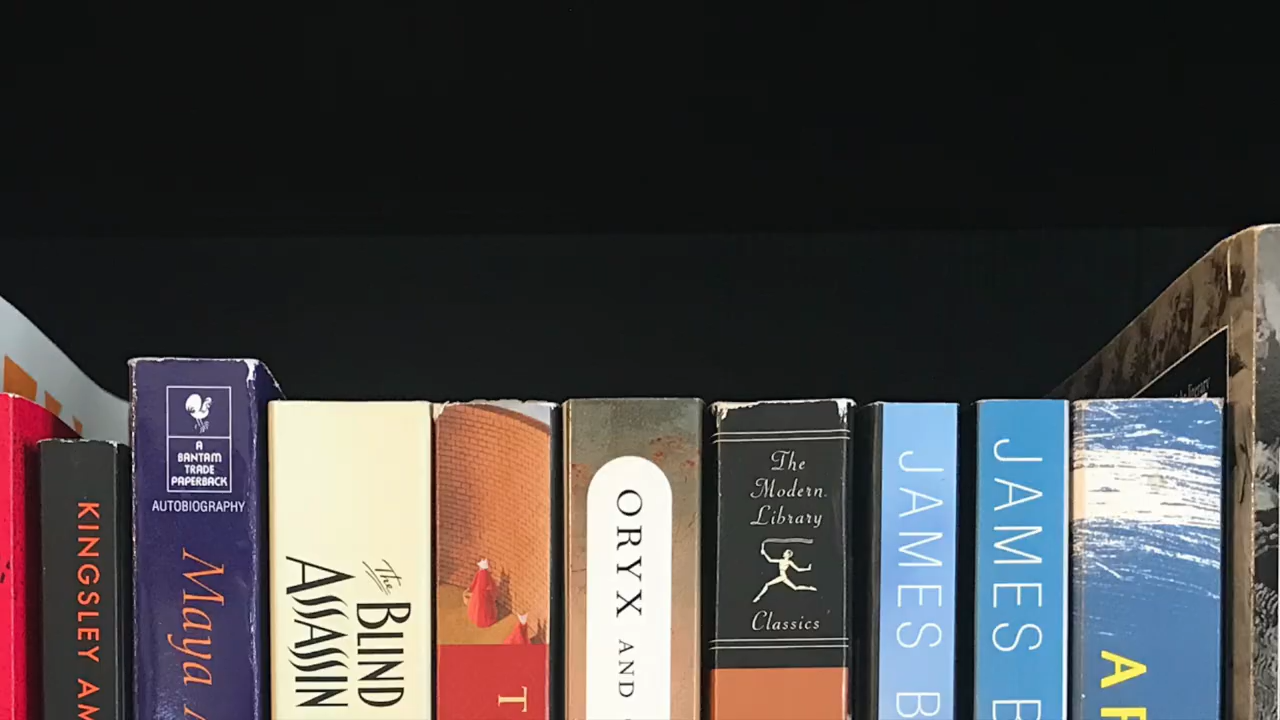 KINGSLEY AM
A
BANTAM
TRADE
PAPERBACK
AUTOBIOGRAPHY
Maya
The
BLIND
ASSASSIN
T
ORYX AND
The
Modern
Library
Classics
JAMES B
JAMES B
A F